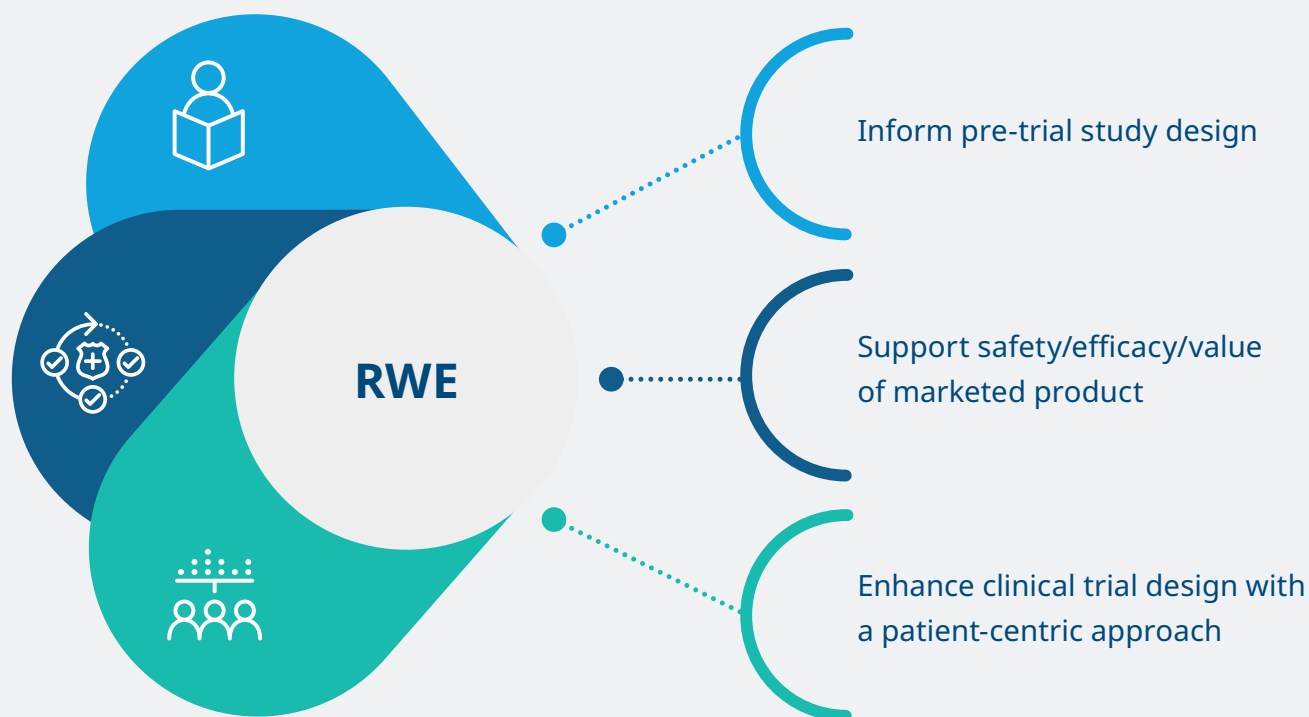 Inform pre-trial study design
RWE
Support safety/efficacy/value
of marketed product
Enhance clinical trial design with
a patient-centric approach